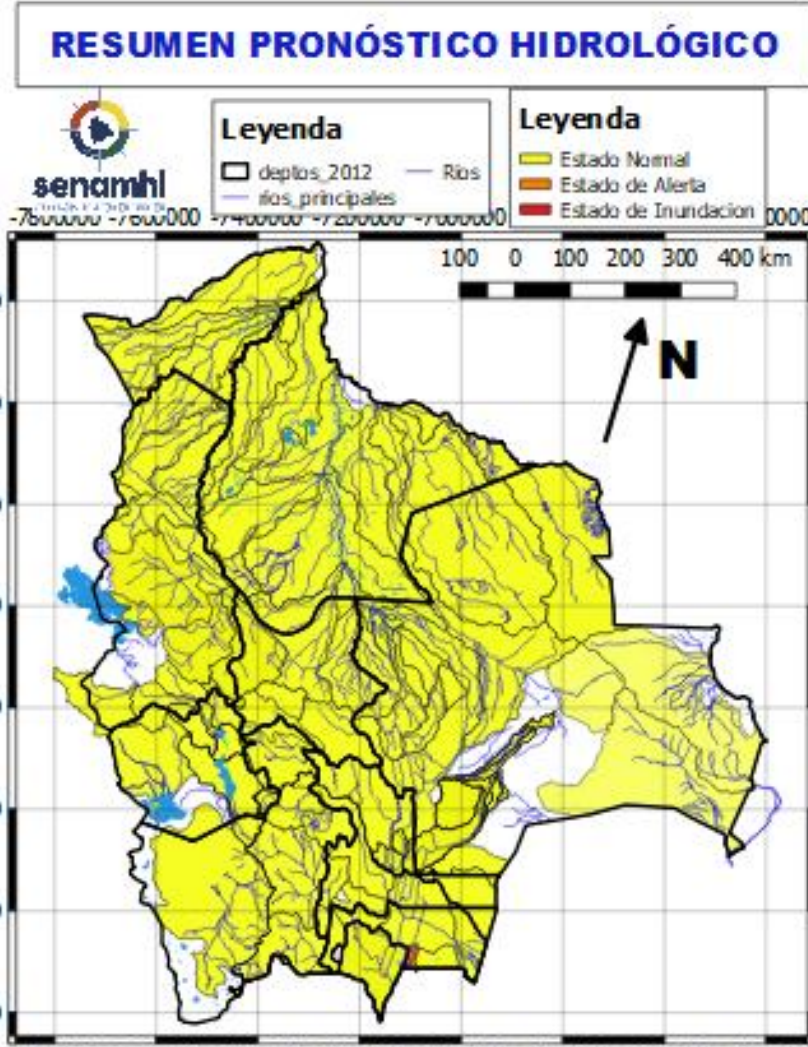 RESUMEN PRONÓSTICO HIDROLÓGICO
senamhi
Leyenda
deptos_2012
Rios
rios_principales
Leyenda
Estado Normal
Estado de Alerta
Estado de Inundacion
-7600000 -7400000 -7200000
100 0 100 200 300 400 km
N